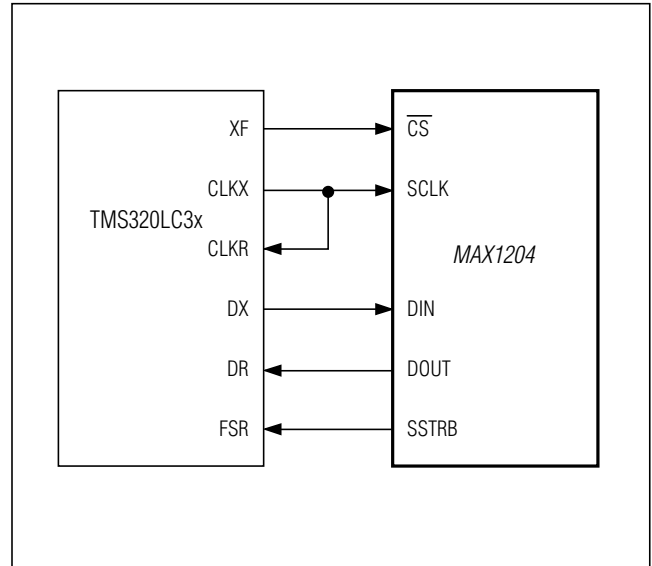 XF
CS
CLKX
SCLK
TMS320LC3x
CLKR
MAX1204
DX
DIN
DR
DOUT
FSR
SSTRB